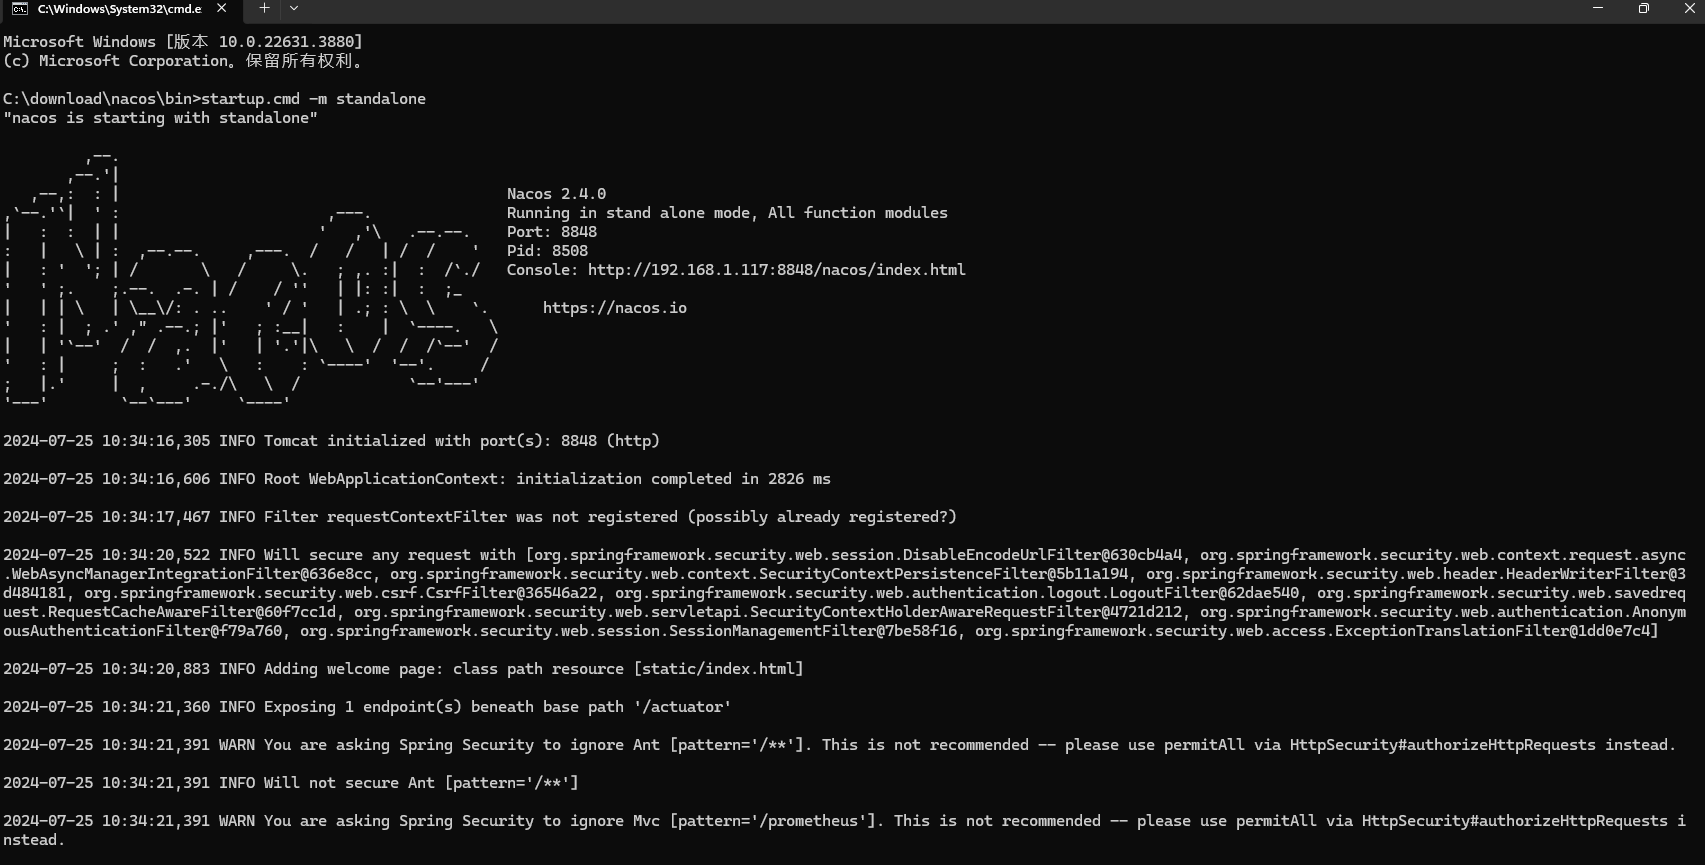 C:\Windows\System32\cmd.e
Microsoft Windows [版本 10.0.22631.3880]
(c) Microsoft Corporation。保留所有权利。
C:\download\nacos\bin>startup.cmd -m standalone
"nacos is starting with standalone"
Nacos 2.4.0
Running in stand alone mode, All function modules
Port: 8848
Pid: 8508
Console: http://192.168.1.117:8848/nacos/index.html
https://nacos.io
2024-07-25 10:34:16,305 INFO Tomcat initialized with port(s): 8848 (http)
2024-07-25 10:34:16,606 INFO Root WebApplicationContext: initialization completed in 2826 ms
2024-07-25 10:34:17,467 INFO Filter requestContextFilter was not registered (possibly already registered?)
2024-07-25 10:34:20,522 INFO Will secure any request with [org.springframework.security.web.session.DisableEncodeUrlFilter@630cb4a4, org.springframework.security.web.context.request.async
.WebAsyncManagerIntegrationFilter@636e8cc, org.springframework.security.web.context.SecurityContextPersistenceFilter@5b11a194, org.springframework.security.web.header.HeaderWriterFilter@3
d484181, org.springframework.security.web.csrf.CsrfFilter@36546a22, org.springframework.security.web.authentication.logout.LogoutFilter@62dae540, org.springframework.security.web.savedreq
uest.RequestCacheAwareFilter@60f7cc1d, org.springframework.security.web.servletapi.SecurityContextHolderAwareRequestFilter@4721d212, org.springframework.security.web.authentication.Anonym
ousAuthenticationFilter@f79a760, org.springframework.security.web.session.SessionManagementFilter@7be58f16, org.springframework.security.web.access.ExceptionTranslationFilter@1dd0e7c4]
2024-07-25 10:34:20,883 INFO Adding welcome page: class path resource [static/index.html]
2024-07-25 10:34:21,360 INFO Exposing 1 endpoint(s) beneath base path '/actuator'
2024-07-25 10:34:21,391 WARN You are asking Spring Security to ignore Ant [pattern='/**']. This is not recommended -- please use permitAll via HttpSecurity#authorizeHttpRequests instead.
2024-07-25 10:34:21,391 INFO Will not secure Ant [pattern='/**']
2024-07-25 10:34:21,391 WARN You are asking Spring Security to ignore Mvc [pattern='/prometheus']. This is not recommended -- please use permitAll via HttpSecurity#authorizeHttpRequests i
nstead.